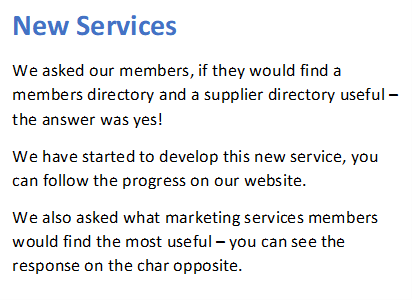 New Services
We asked our members, if they would find a
members directory and a supplier directory useful –
the answer was yes!
We have started to develop this new service, you
can follow the progress on our website.
We also asked what marketing services members
would find the most useful – you can see the
response on the char opposite.